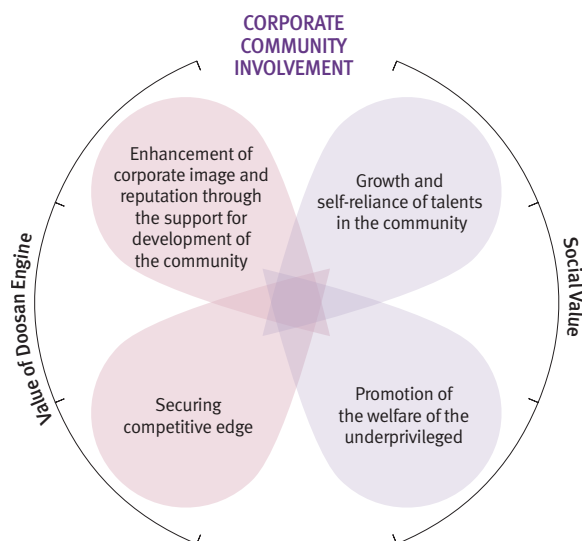 CORPORATE
COMMUNITY
INVOLVEMENT
Enhancement of
corporate image and
reputation through
the support for
development of
the community
Growth and
self-reliance of talents
in the community
Value of Doosan Engine
Social Value
Securing
competitive edge
Promotion of
the welfare of the
underprivileged